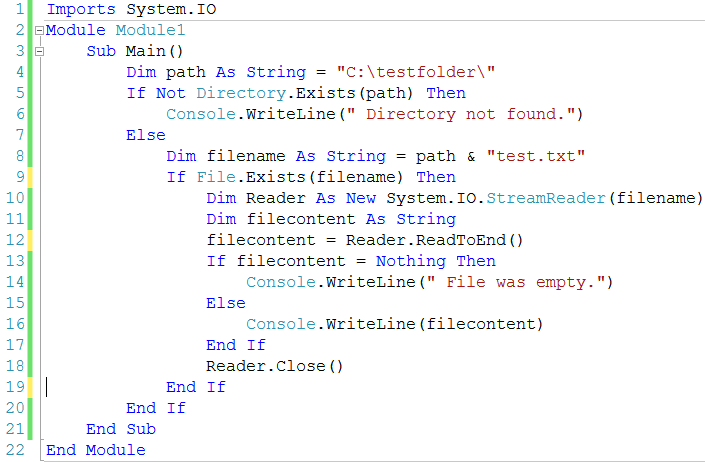 1 Imports System.IO
2 Module Module1
3     Sub Main()
4         Dim path As String = "C:\testfolder\"
5         If Not Directory.Exists(path) Then
6             Console.WriteLine(" Directory not found.")
7         Else
8             Dim filename As String = path & "test.txt"
9             If File.Exists(filename) Then
10                 Dim Reader As New System.IO.StreamReader(filename)
11                 Dim filecontent As String
12                 filecontent = Reader.ReadToEnd()
13                 If filecontent = Nothing Then
14                     Console.WriteLine(" File was empty.")
15                 Else
16                     Console.WriteLine(filecontent)
17                 End If
18                 Reader.Close()
19             End If
20         End If
21     End Sub
22 End Module